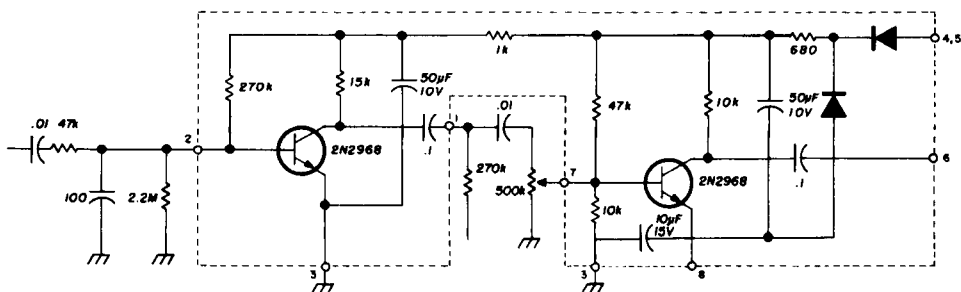 .01 47k
100
2.2M
2
270k
15k
50µF
10V
2N2968
.1
3
1k
1
.01
270k
500k
7
47k
10k
10µF
15V
3
2N2968
8
10k
50µF
10V
680
.1
4,5
6